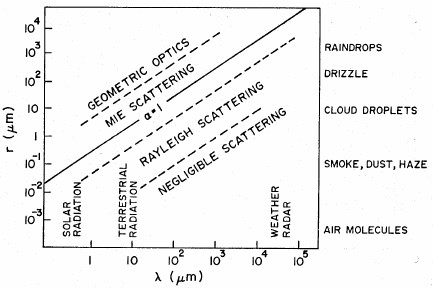 r (μm)
10⁴
10³
10²
10
1
10⁻¹
10⁻²
10⁻³
GEOMETRIC OPTICS
MIE SCATTERING
α=1
RAYLEIGH SCATTERING
NEGLIGIBLE SCATTERING
SOLAR
RADIATION
TERRESTRIAL
RADIATION
WEATHER
RADAR
RAINDROPS
DRIZZLE
CLOUD DROPLETS
SMOKE, DUST, HAZE
AIR MOLECULES
1
10
10²
10³
10⁴
10⁵
λ (μm)